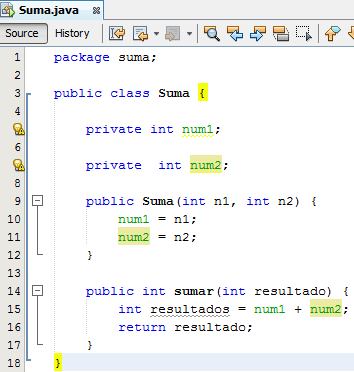 Suma.java
Source History
1 package suma;
2
3 public class Suma {
4
private int num1;
6
private  int num2;
8
9 public Suma(int n1, int n2) {
10 num1 = n1;
11 num2 = n2;
12 }
13
14 public int sumar(int resultado) {
15 int resultados = num1 + num2;
16 return resultado;
17 }
18 }